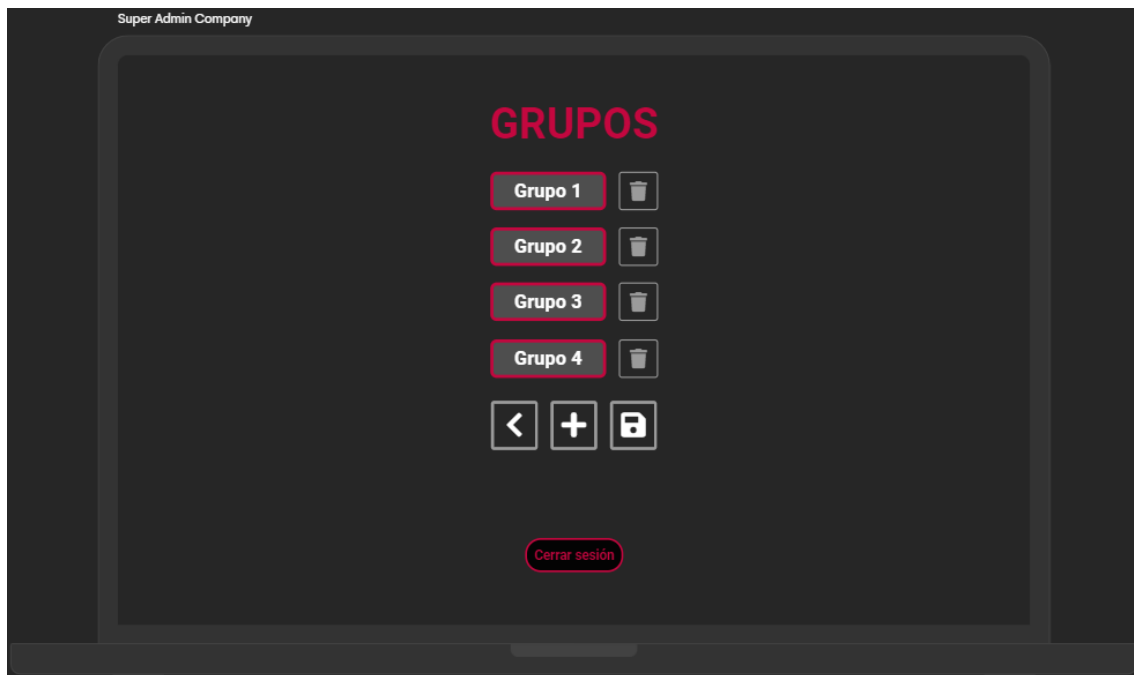 Super Admin Company
GRUPOS
Grupo 1
Grupo 2
Grupo 3
Grupo 4
Cerrar sesión